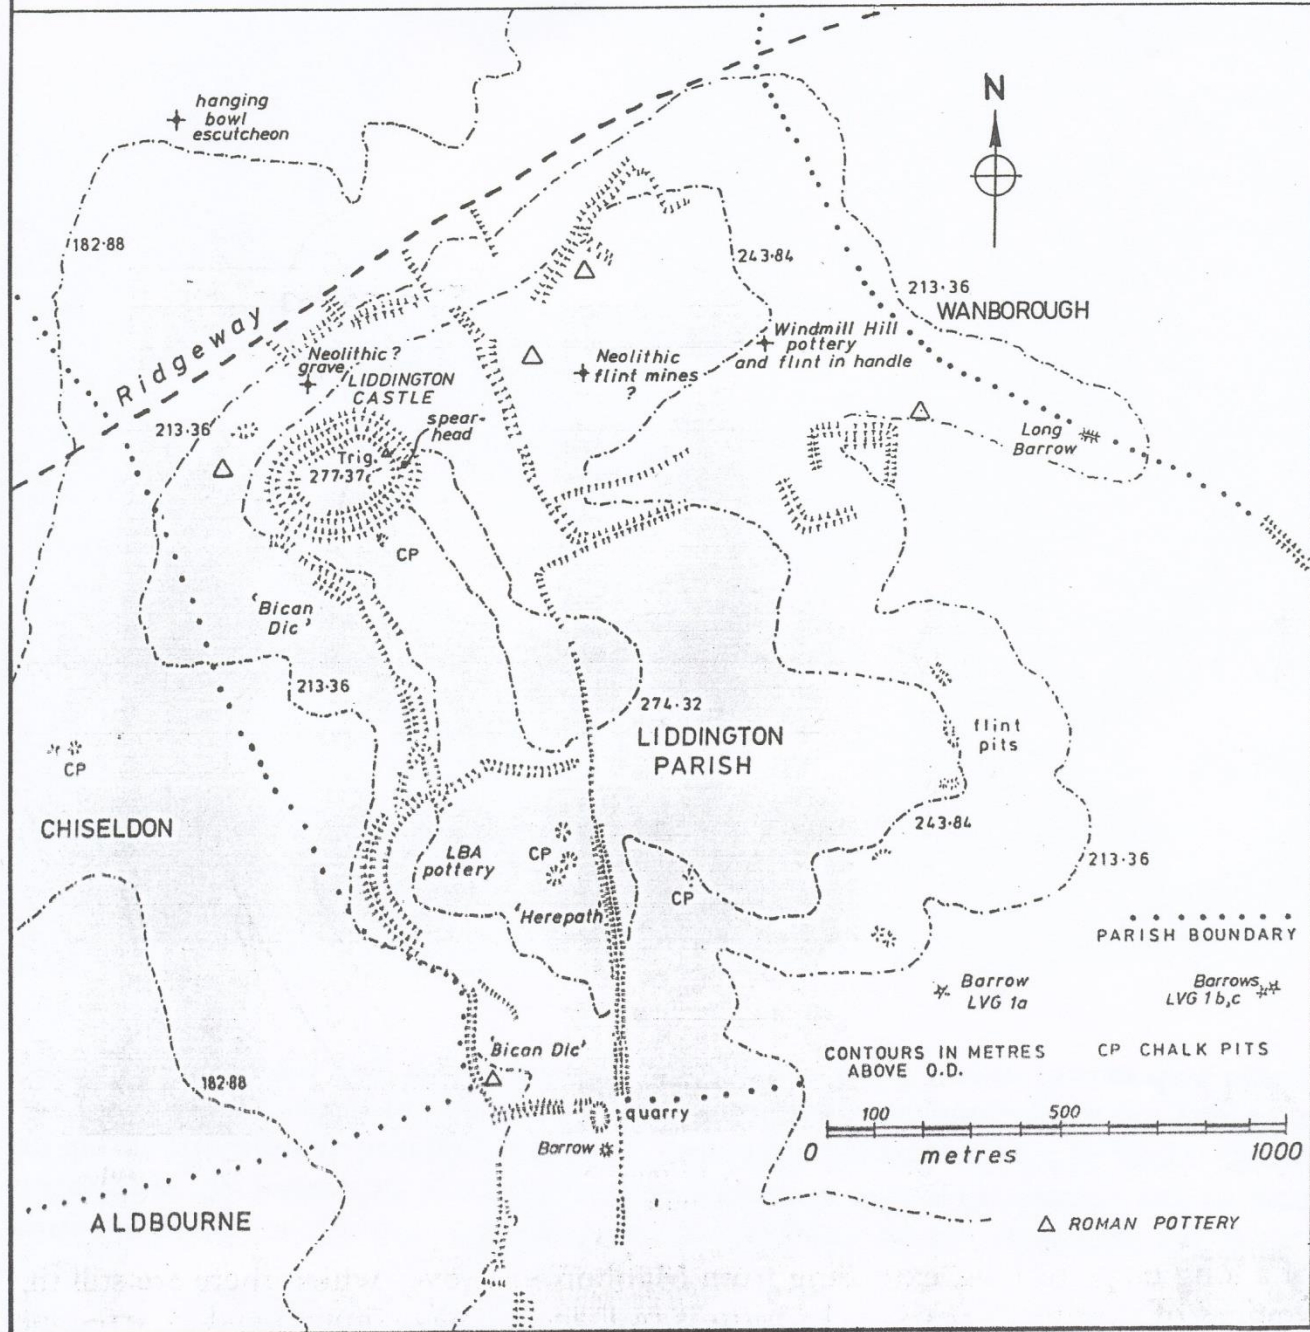 hanging
bowl
escutcheon
N
182·88
243·84
213·36
WANBOROUGH
Ridgeway
Windmill Hill
pottery
and flint in handle
Neolithic ?
grave
LIDDINGTON
CASTLE
Neolithic
flint mines
?
spear-
head
213·36
Long
Barrow
Trig.
277·37
CP
'Bican
Dic'
213·36
274·32
LIDDINGTON
PARISH
flint
pits
CP
CHISELDON
243·84
213·36
LBA
pottery
CP
CP
Herepath
PARISH BOUNDARY
Barrow
LVG 1a
Barrows
LVG 1b,c
'Bican Dic'
CONTOURS IN METRES
ABOVE O.D.
CP CHALK PITS
182·88
quarry
100
500
Barrow
0
metres
1000
ALDBOURNE
ROMAN POTTERY